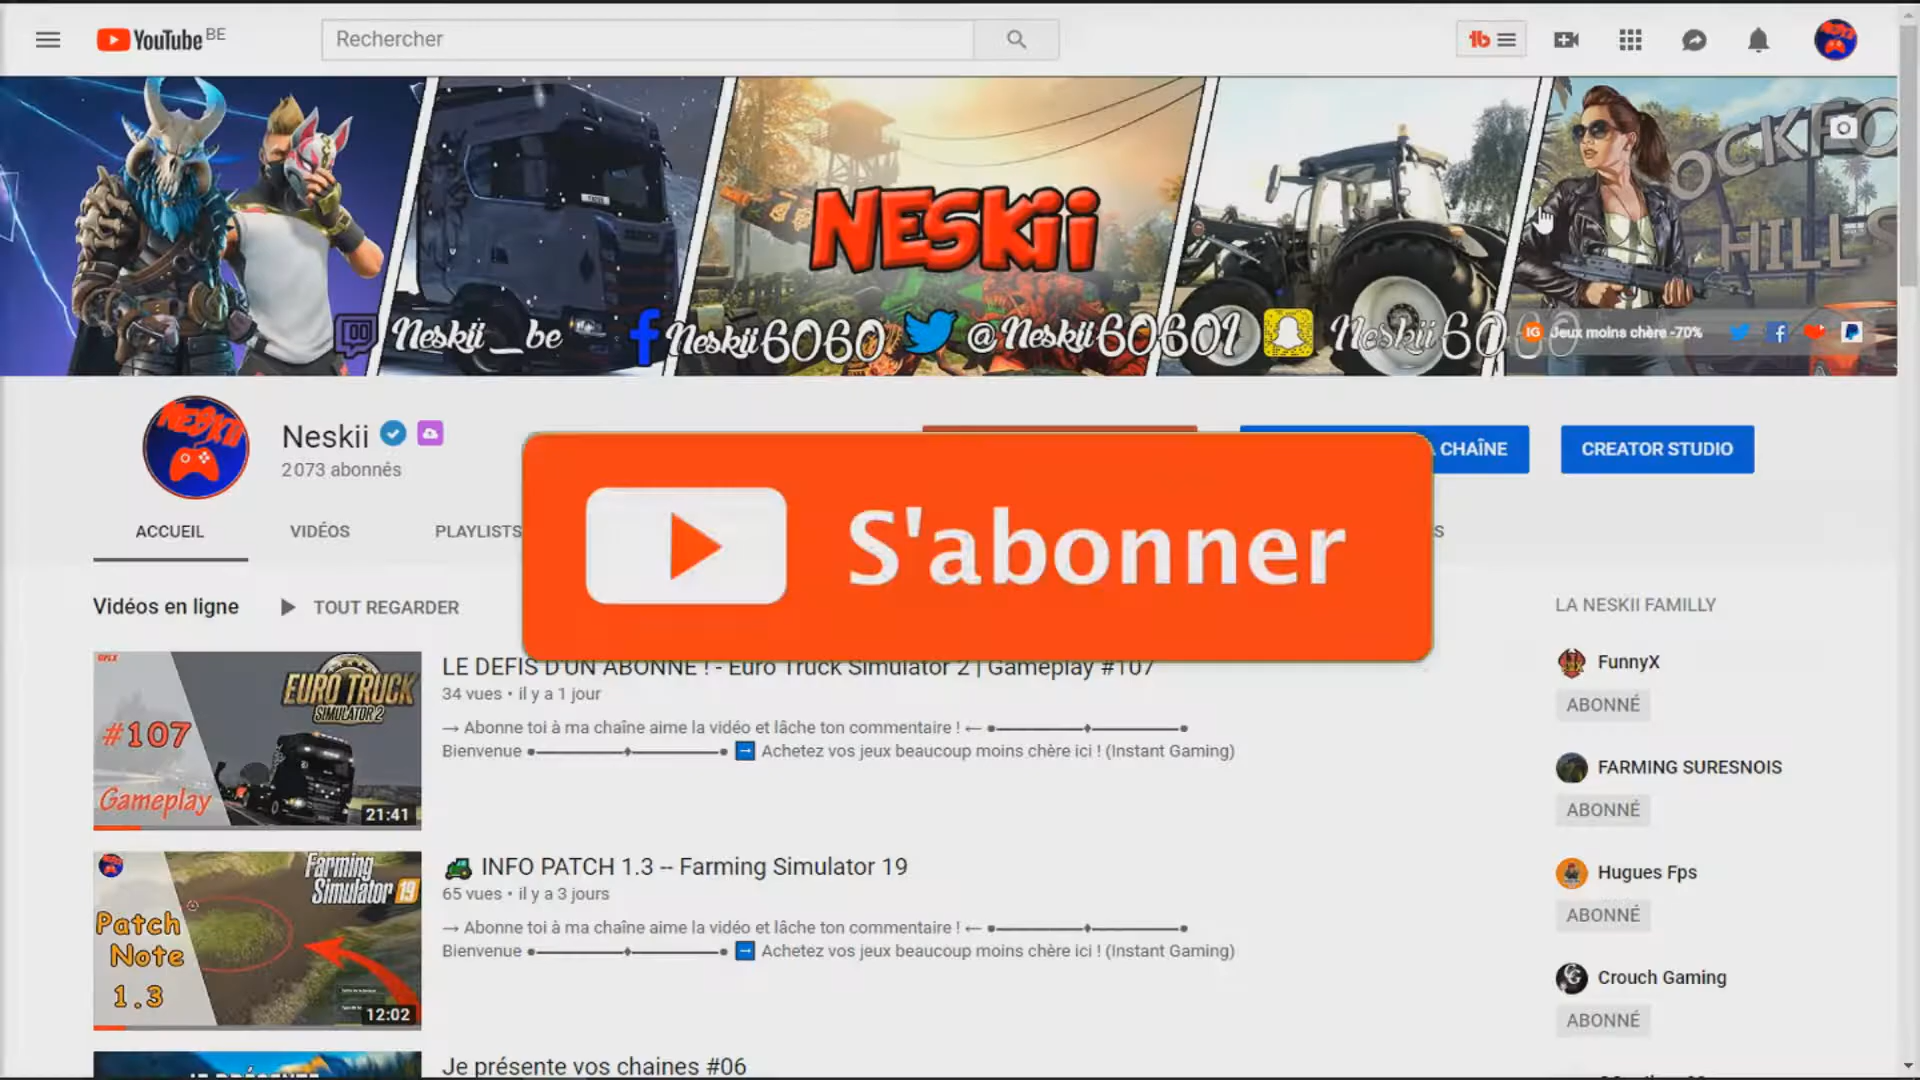 YouTube BE
Rechercher
OCKFO
HILLS
NESKii
Neskii_be
Neskii6060
@Neskii60601
Neskii6060
IG Jeux moins chère -70%
NESKII
Neskii
2 073 abonnés
CHAÎNE
CREATOR STUDIO
ACCUEIL
VIDÉOS
PLAYLISTS
S
S'abonner
Vidéos en ligne
TOUT REGARDER
LA NESKII FAMILLY
EURO TRUCK
SIMULATOR 2
#107
Gameplay
21:41
LE DEFIS D'UN ABONNE ! - Euro Truck Simulator 2 | Gameplay #107
34 vues • il y a 1 jour
→ Abonne toi à ma chaîne aime la vidéo et lâche ton commentaire ! ← ●————♦————●
Bienvenue ●————♦————● ➡ Achetez vos jeux beaucoup moins chère ici ! (Instant Gaming)
FunnyX
ABONNÉ
FARMING SURESNOIS
ABONNÉ
Farming
Simulator 19
Patch
Note
1.3
12:02
INFO PATCH 1.3 -- Farming Simulator 19
65 vues • il y a 3 jours
→ Abonne toi à ma chaîne aime la vidéo et lâche ton commentaire ! ← ●————♦————●
Bienvenue ●————♦————● ➡ Achetez vos jeux beaucoup moins chère ici ! (Instant Gaming)
Hugues Fps
ABONNÉ
Crouch Gaming
ABONNÉ
Je présente vos chaines #06